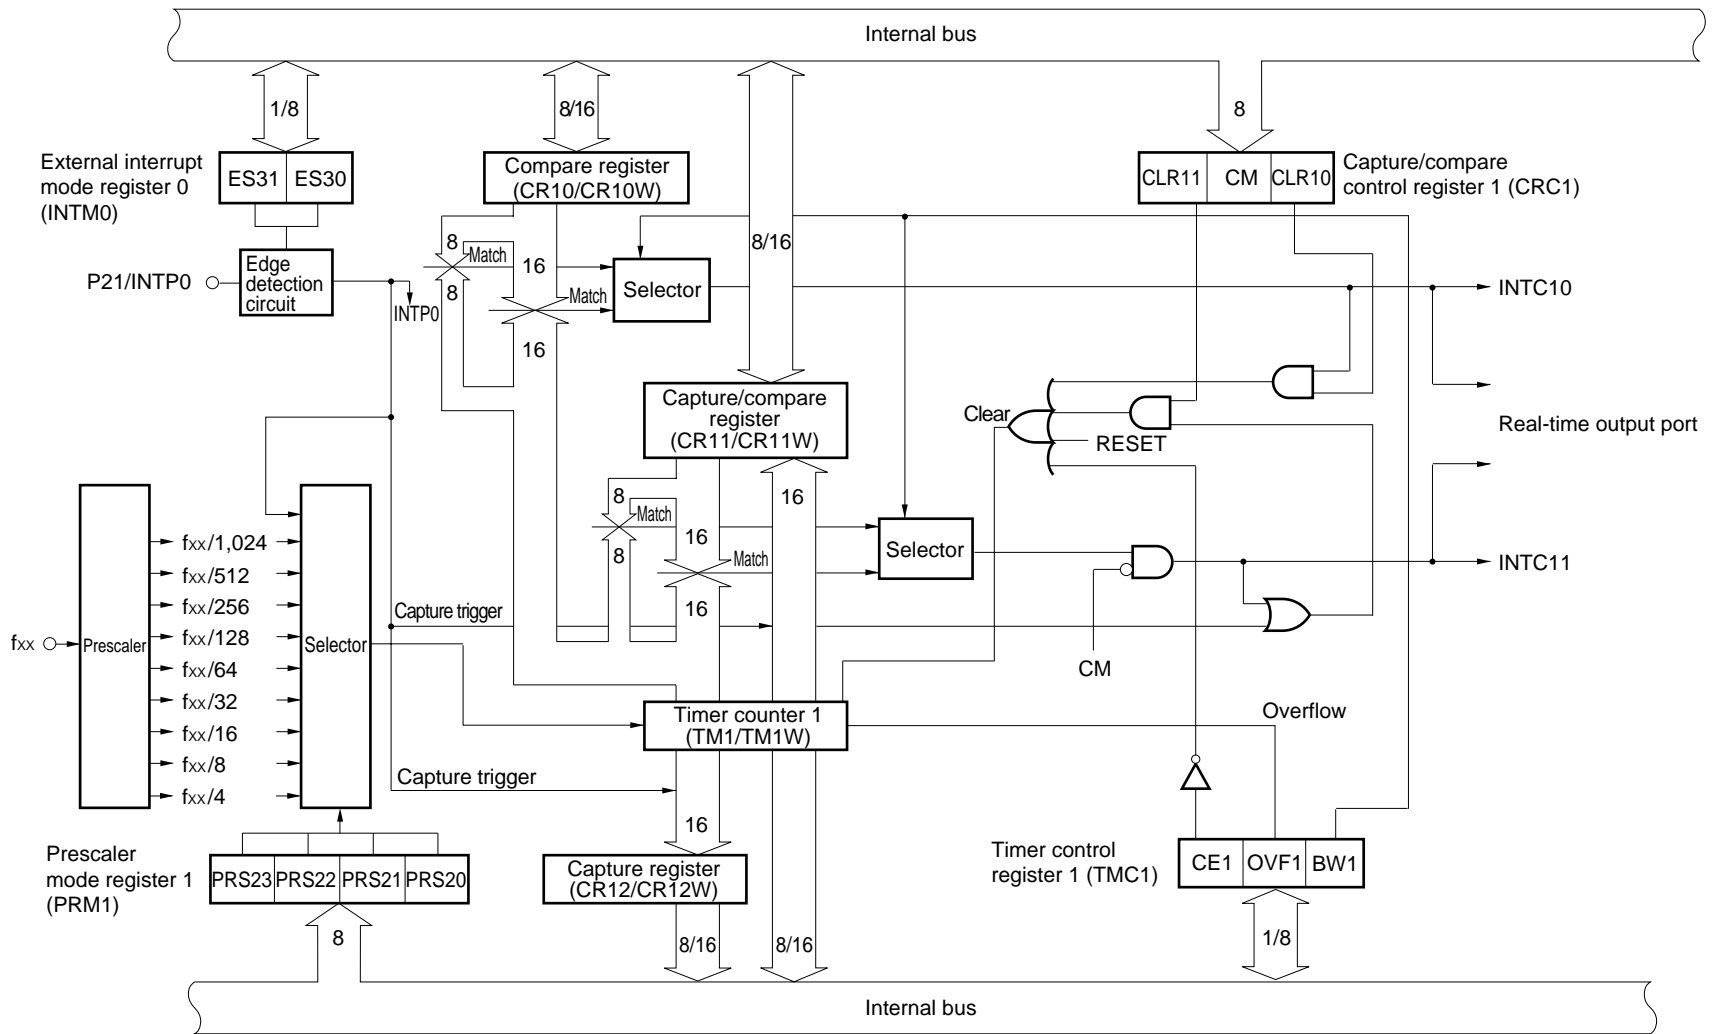 Internal bus
1/8
8/16
8
External interrupt
mode register 0
(INTM0)
ES31
ES30
Compare register
(CR10/CR10W)
CLR11
CM
CLR10
Capture/compare
control register 1 (CRC1)
8
Match
16
8/16
P21/INTP0
Edge
detection
circuit
INTP0
8
Match
Selector
INTC10
16
Capture/compare
register
(CR11/CR11W)
Clear
RESET
Real-time output port
8
Match
16
16
8
Match
Selector
INTC11
16
fxx
Prescaler
fxx/1,024
fxx/512
fxx/256
fxx/128
fxx/64
fxx/32
fxx/16
fxx/8
fxx/4
Selector
Capture trigger
CM
Timer counter 1
(TM1/TM1W)
Overflow
Capture trigger
16
Prescaler
mode register 1
(PRM1)
PRS23
PRS22
PRS21
PRS20
Capture register
(CR12/CR12W)
Timer control
register 1 (TMC1)
CE1
OVF1
BW1
8
8/16
8/16
1/8
Internal bus